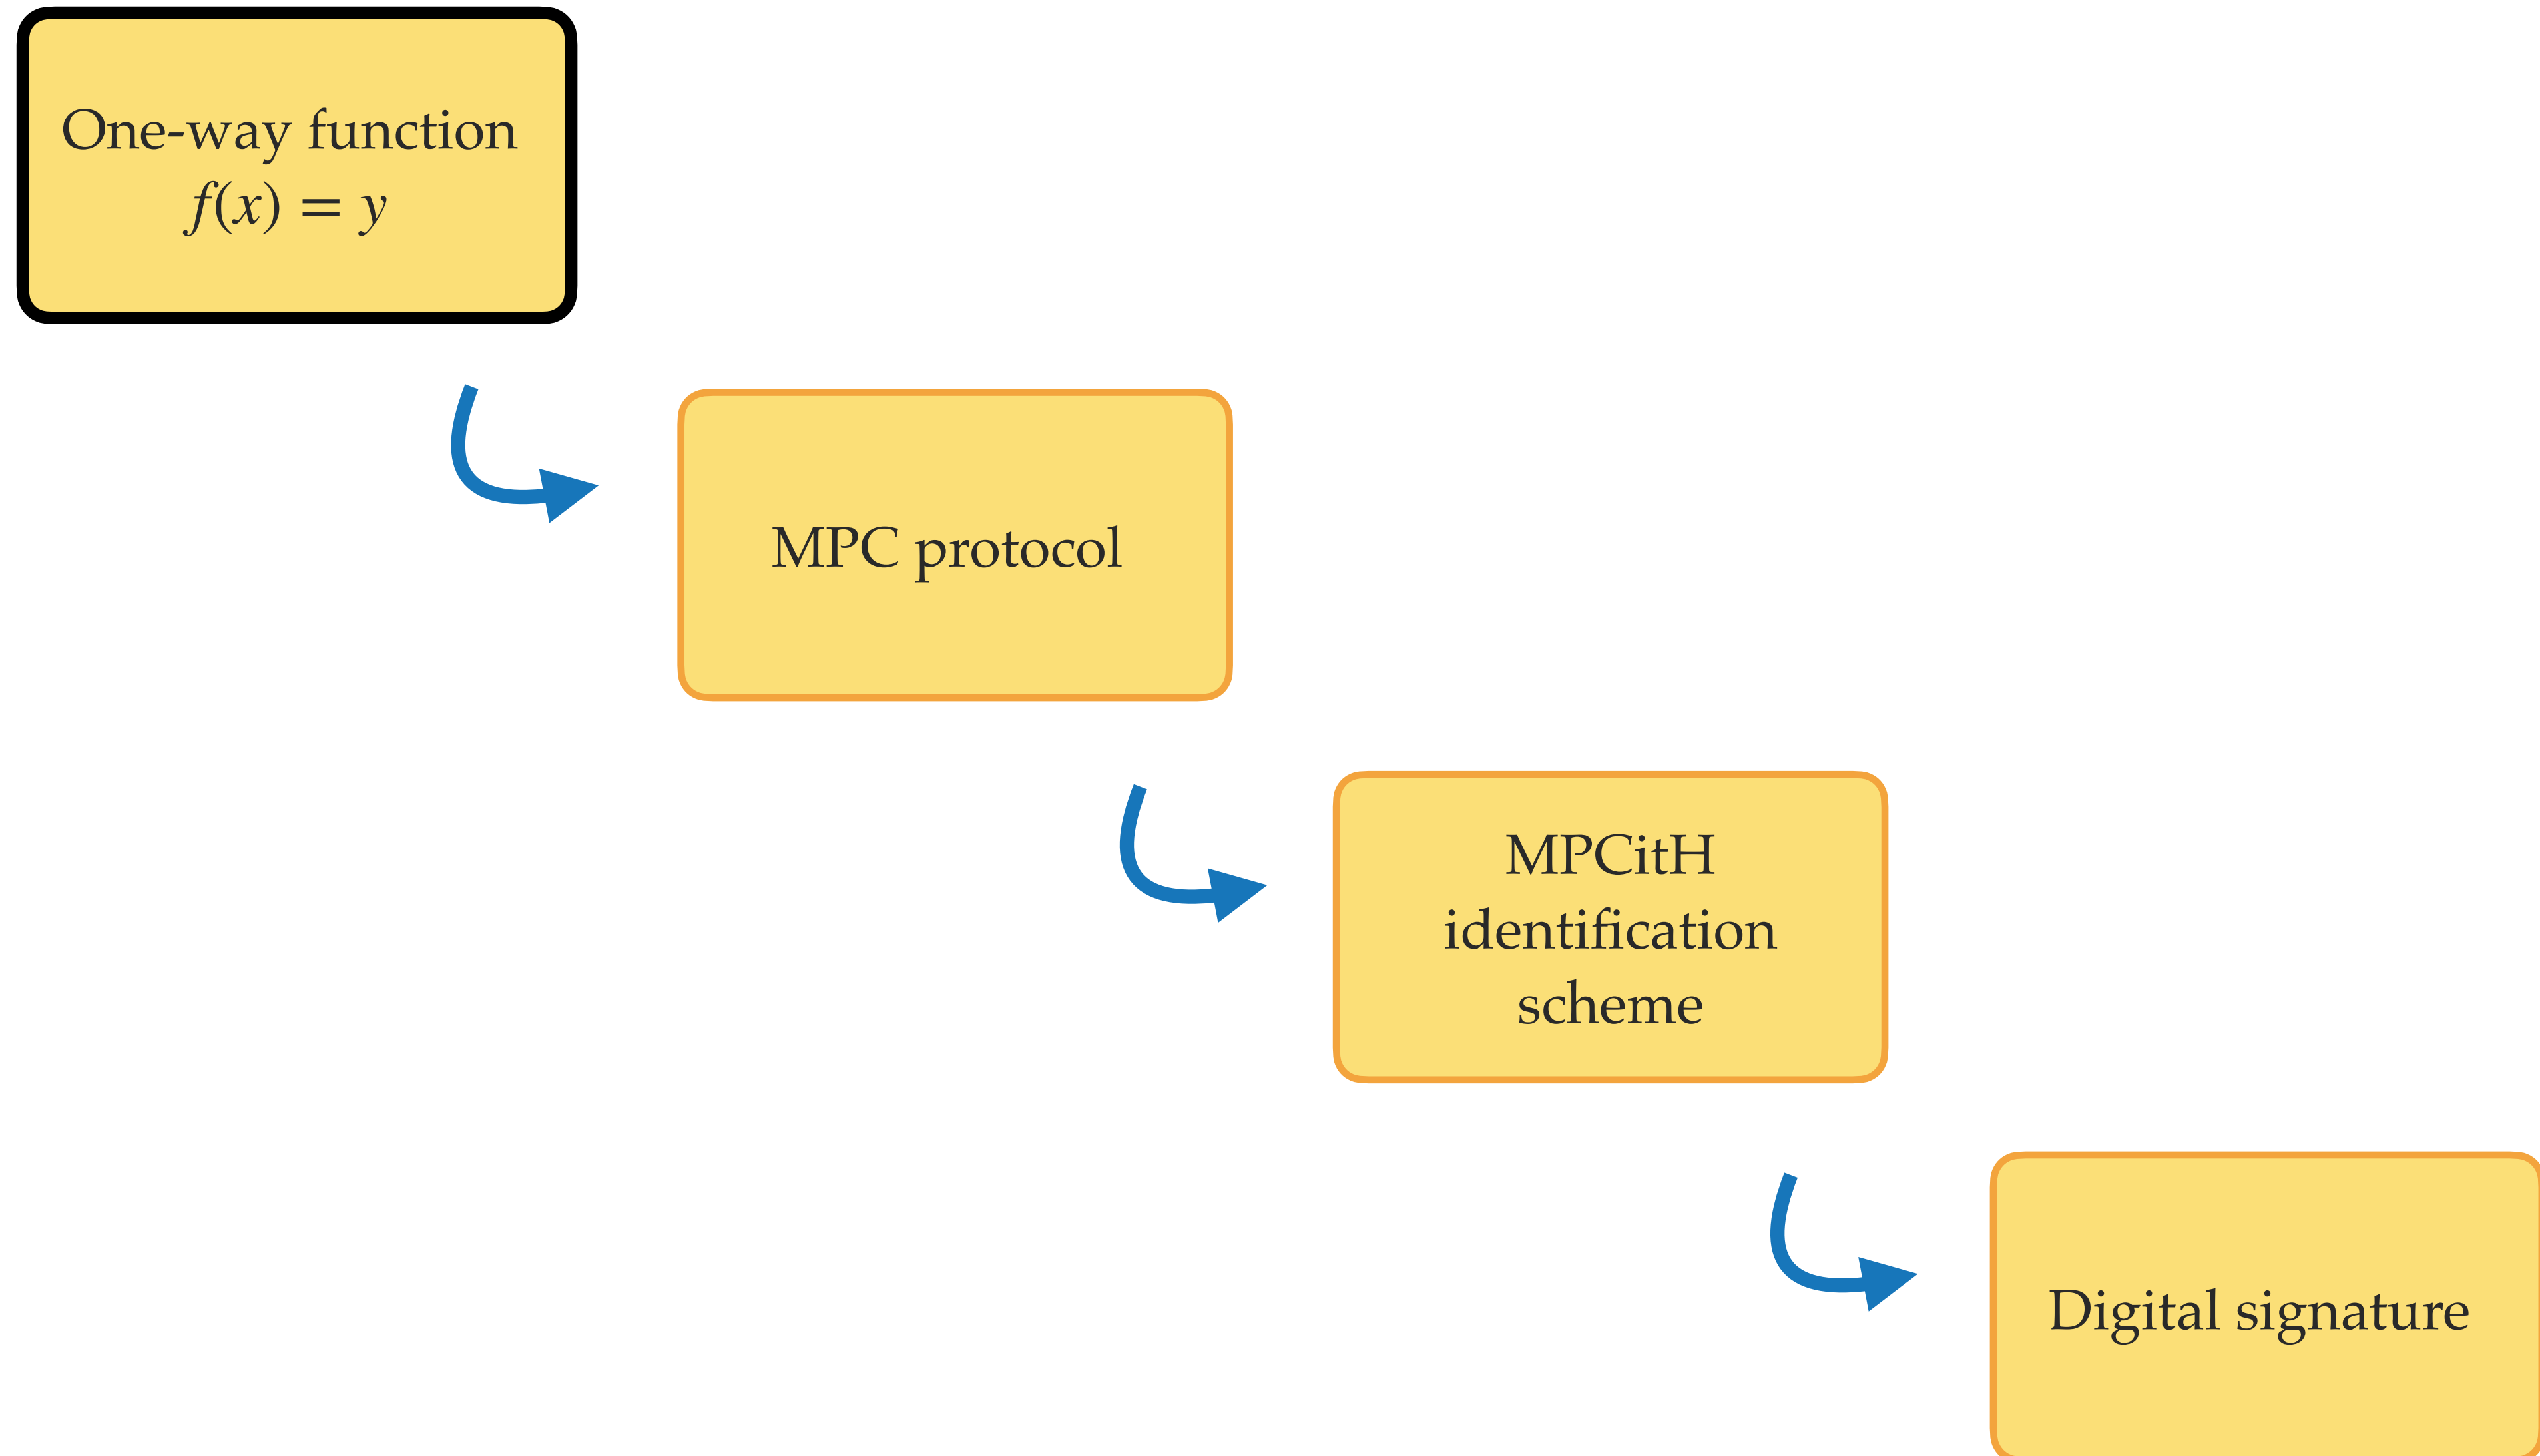 One-way function
f(x) = y
MPC protocol
MPCitH
identification
scheme
Digital signature